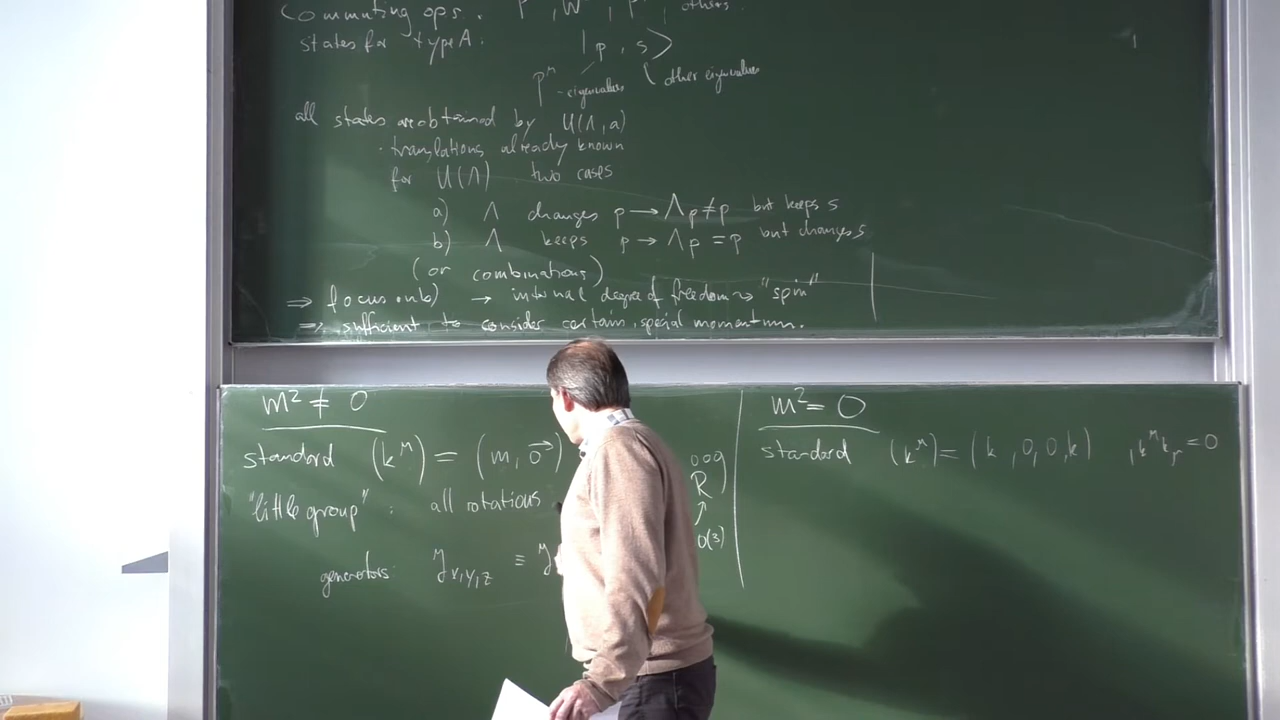 Commuting ops. P , W , P , others
states for type A: |p, s>
p^μ - eigenvalues other eigenvalues
all states are obtained by U(Λ, a)
· translations already known
for U(Λ) two cases
a) Λ changes p → Λp ≠ p but keeps s
b) Λ keeps p → Λp = p but changes s
(or combinations)
⇒ focus on b) → internal degree of freedom → "spin"
⇒ sufficient to consider certain, special momentum.
m² ≠ 0
standard (k^μ) = (m, 0⃗)
"little group" : all rotations
R
O(3)
generators: J_{x,y,z} ≡ J
m² = 0
standard (k^μ) = (k, 0, 0, k) , k^μ k_μ = 0